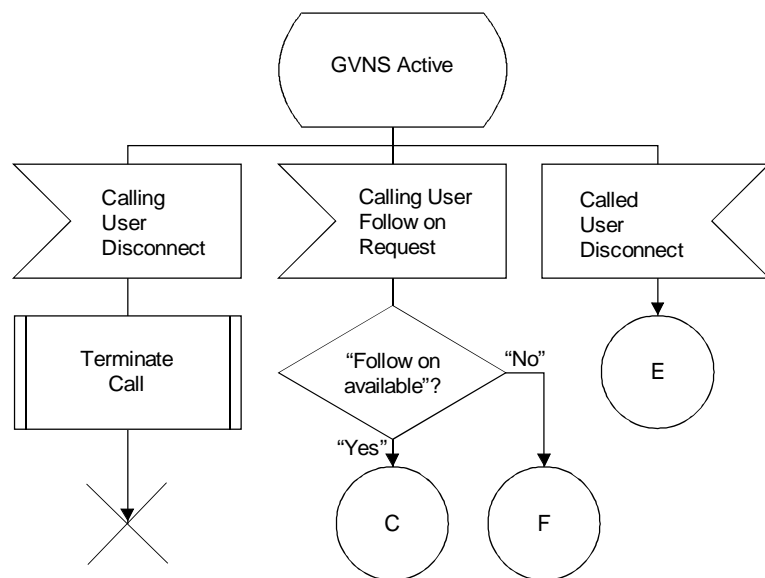 GVNS Active
Calling
User
Disconnect
Calling User
Follow on
Request
Called
User
Disconnect
Terminate
Call
“Follow on
available”?
“No”
“Yes”
E
C
F